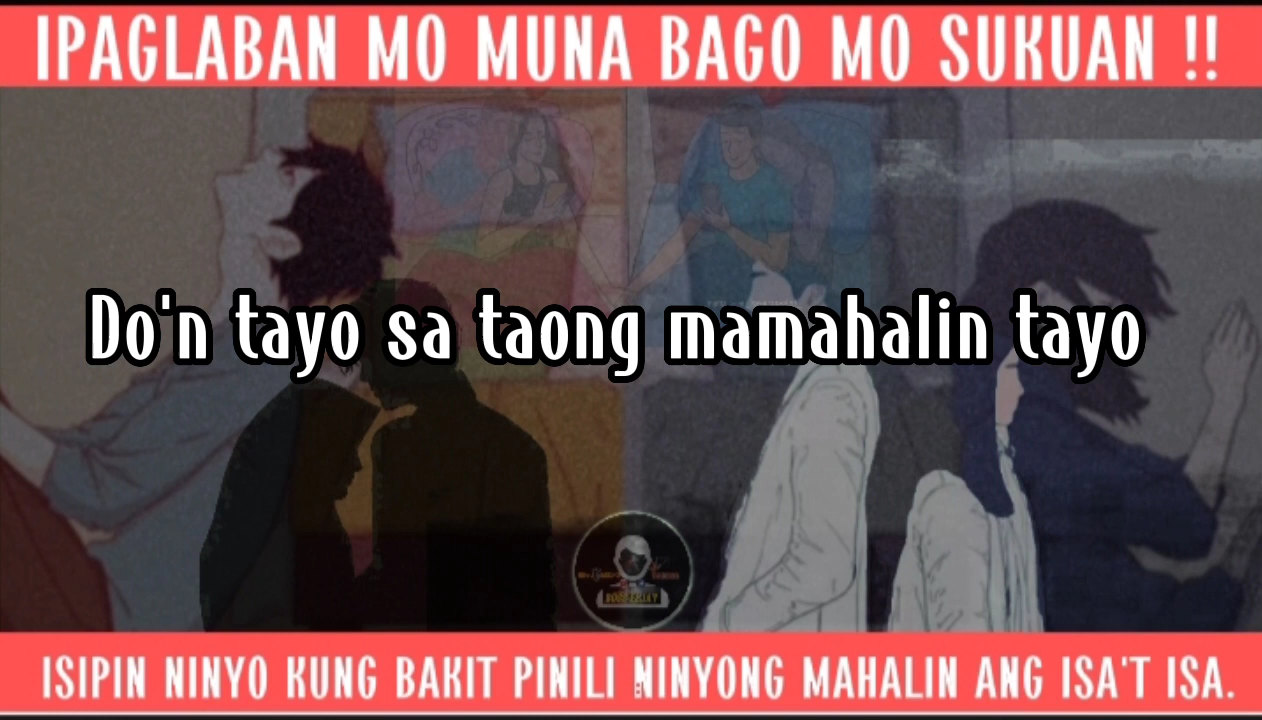 IPAGLABAN MO MUNA BAGO MO SUKUAN !!
Do'n tayo sa taong mamahalin tayo
ISIPIN NINYO KUNG BAKIT PINILI NINYONG MAHALIN ANG ISA'T ISA.